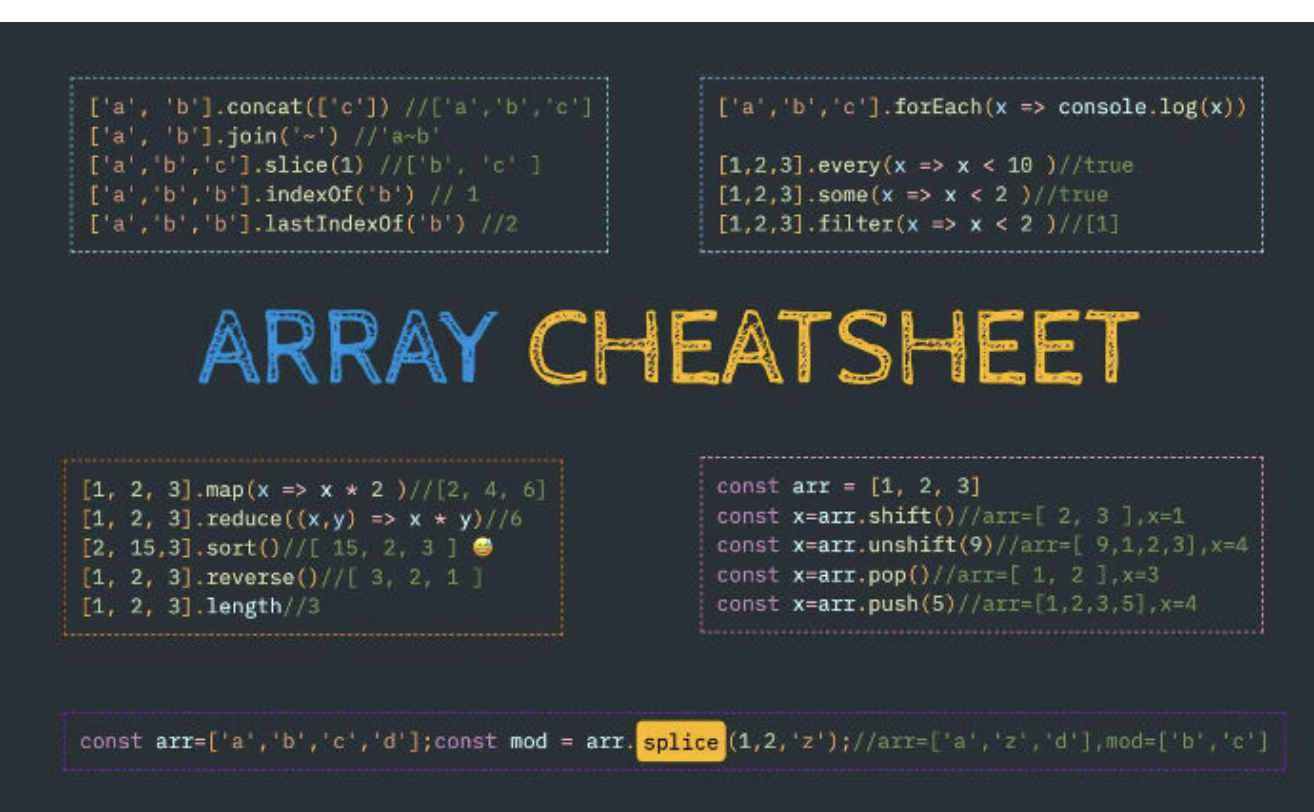 ['a', 'b'].concat(['c']) //['a','b','c']
['a', 'b'].join('~') //'a~b'
['a','b','c'].slice(1) //['b', 'c' ]
['a','b','b'].indexOf('b') // 1
['a','b','b'].lastIndexOf('b') //2
['a','b','c'].forEach(x => console.log(x))
[1,2,3].every(x => x < 10 )//true
[1,2,3].some(x => x < 2 )//true
[1,2,3].filter(x => x < 2 )//[1]
ARRAY CHEATSHEET
[1, 2, 3].map(x => x * 2 )//[2, 4, 6]
[1, 2, 3].reduce((x,y) => x * y)//6
[2, 15,3].sort()//[ 15, 2, 3 ] 😅
[1, 2, 3].reverse()//[ 3, 2, 1 ]
[1, 2, 3].length//3
const arr = [1, 2, 3]
const x=arr.shift()//arr=[ 2, 3 ],x=1
const x=arr.unshift(9)//arr=[ 9,1,2,3],x=4
const x=arr.pop()//arr=[ 1, 2 ],x=3
const x=arr.push(5)//arr=[1,2,3,5],x=4
const arr=['a','b','c','d'];const mod = arr.splice(1,2,'z');//arr=['a','z','d'],mod=['b','c']